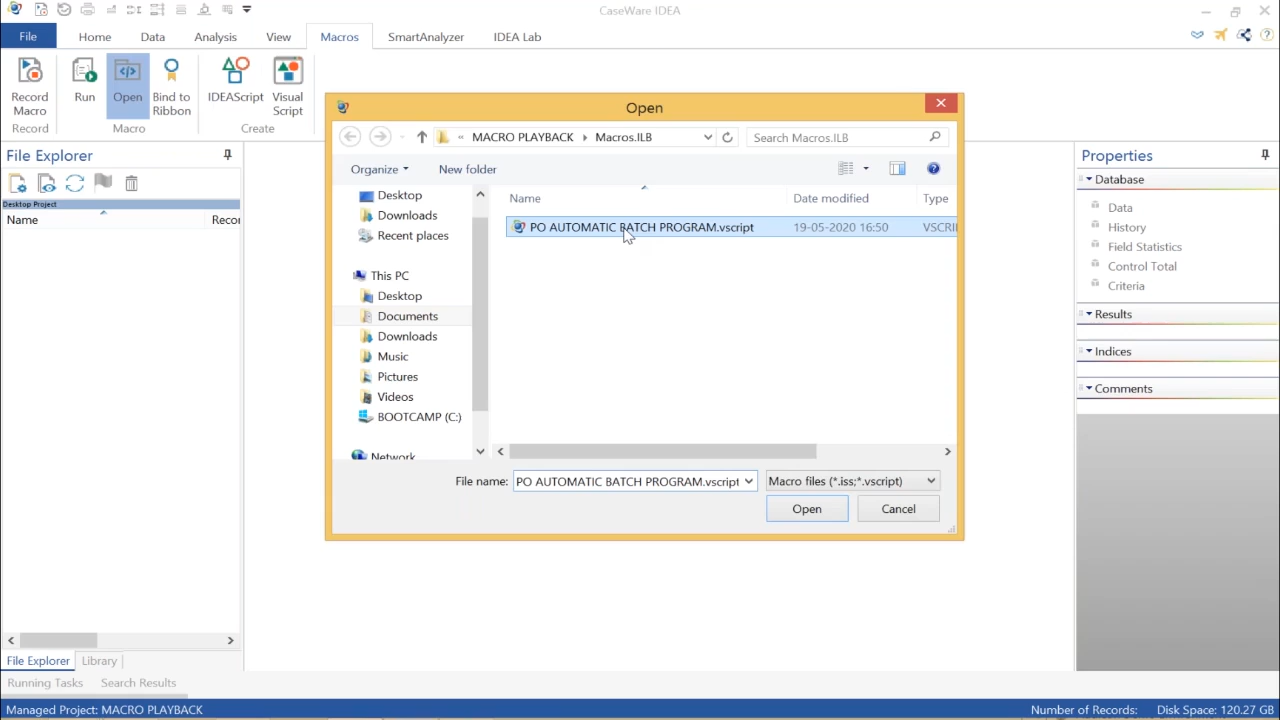 CaseWare IDEA
File
Home
Data
Analysis
View
Macros
SmartAnalyzer
IDEA Lab
Record
Macro
Run
Open
Bind to
Ribbon
IDEAScript
Visual
Script
Record
Macro
Create
File Explorer
Desktop Project
Name
Recor
Open
« MACRO PLAYBACK
Macros.ILB
Search Macros.ILB
Organize
New folder
Desktop
Downloads
Recent places
This PC
Desktop
Documents
Downloads
Music
Pictures
Videos
BOOTCAMP (C:)
Network
Name
Date modified
Type
PO AUTOMATIC BATCH PROGRAM.vscript
19-05-2020 16:50
VSCRI
File name:
PO AUTOMATIC BATCH PROGRAM.vscript
Macro files (*.iss;*.vscript)
Open
Cancel
Properties
Database
Data
History
Field Statistics
Control Total
Criteria
Results
Indices
Comments
File Explorer
Library
Running Tasks
Search Results
Managed Project: MACRO PLAYBACK
Number of Records:
Disk Space: 120.27 GB